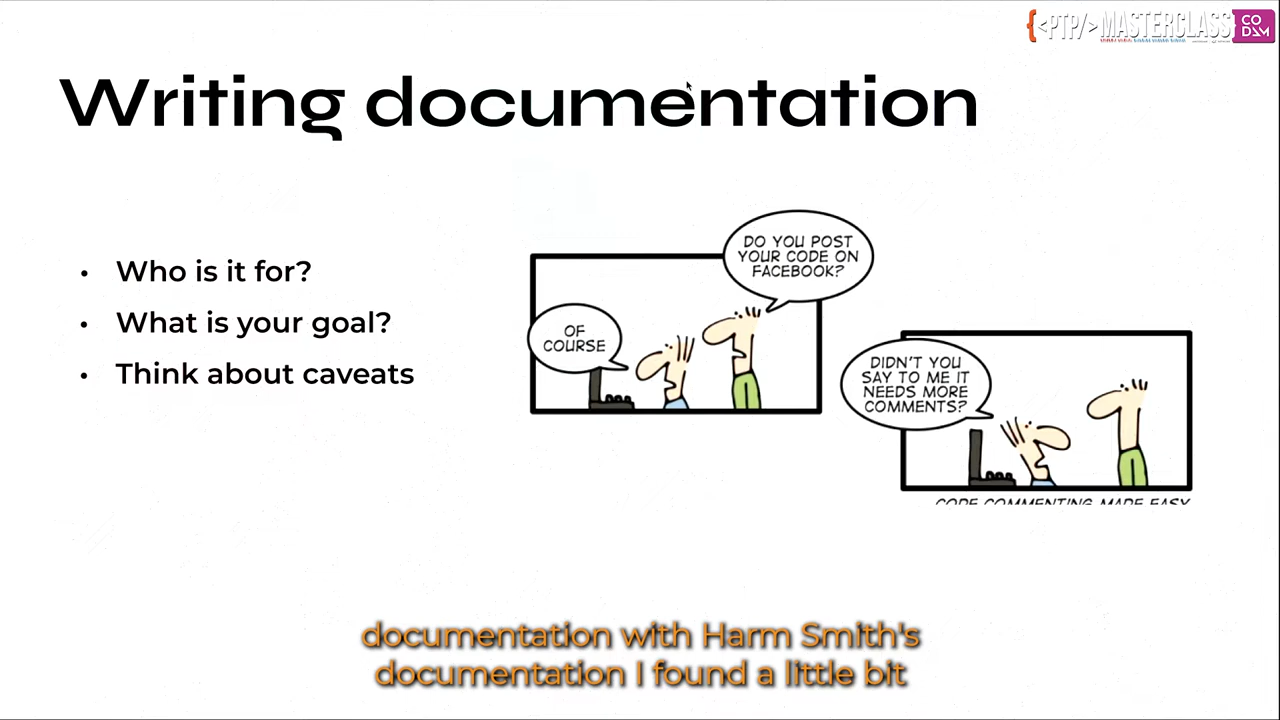 {<PTP/>MASTERCLASS
CO
DAM
Writing documentation
• Who is it for?
• What is your goal?
• Think about caveats
DO YOU POST
YOUR CODE ON
FACEBOOK?
OF
COURSE
DIDN'T YOU
SAY TO ME IT
NEEDS MORE
COMMENTS?
CODE COMMENTING MADE EASY
documentation with Harm Smith's
documentation I found a little bit